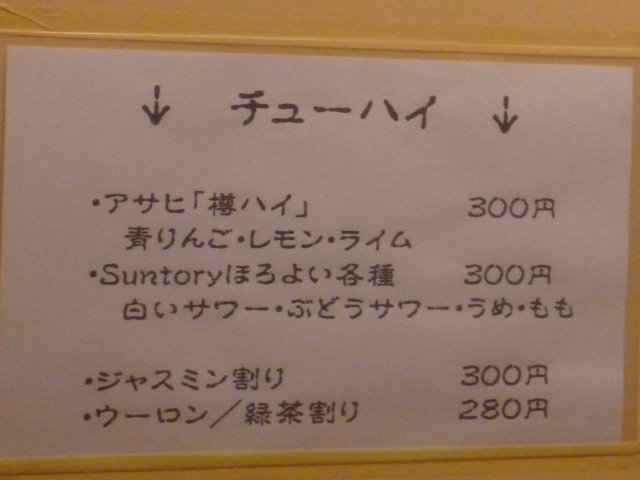 ↓ チューハイ ↓
・アサヒ「樽ハイ」 300円
青りんご・レモン・ライム
・Suntoryほろよい各種 300円
白いサワー・ぶどうサワー・うめ・もも
・ジャスミン割り 300円
・ウーロン／緑茶割り 280円